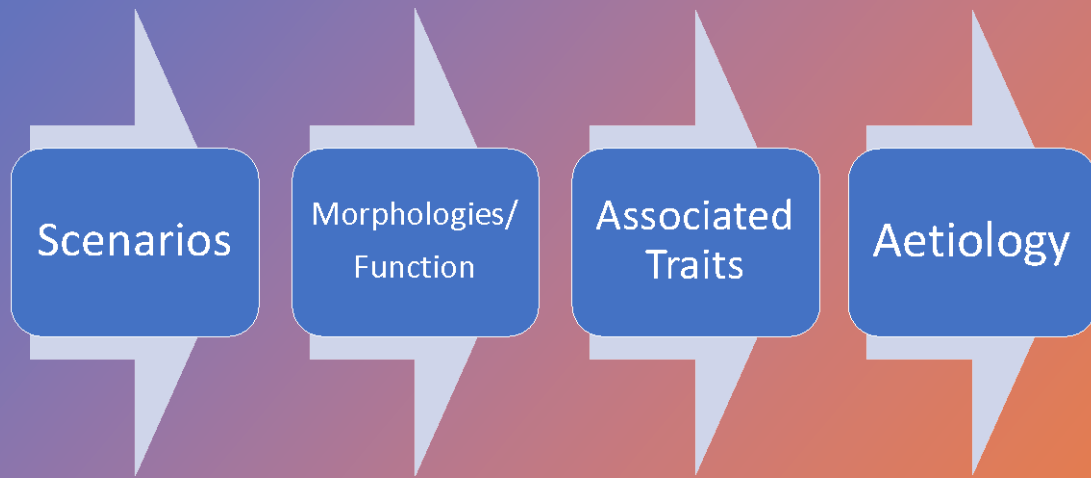 Scenarios
Morphologies/
Function
Associated
Traits
Aetiology